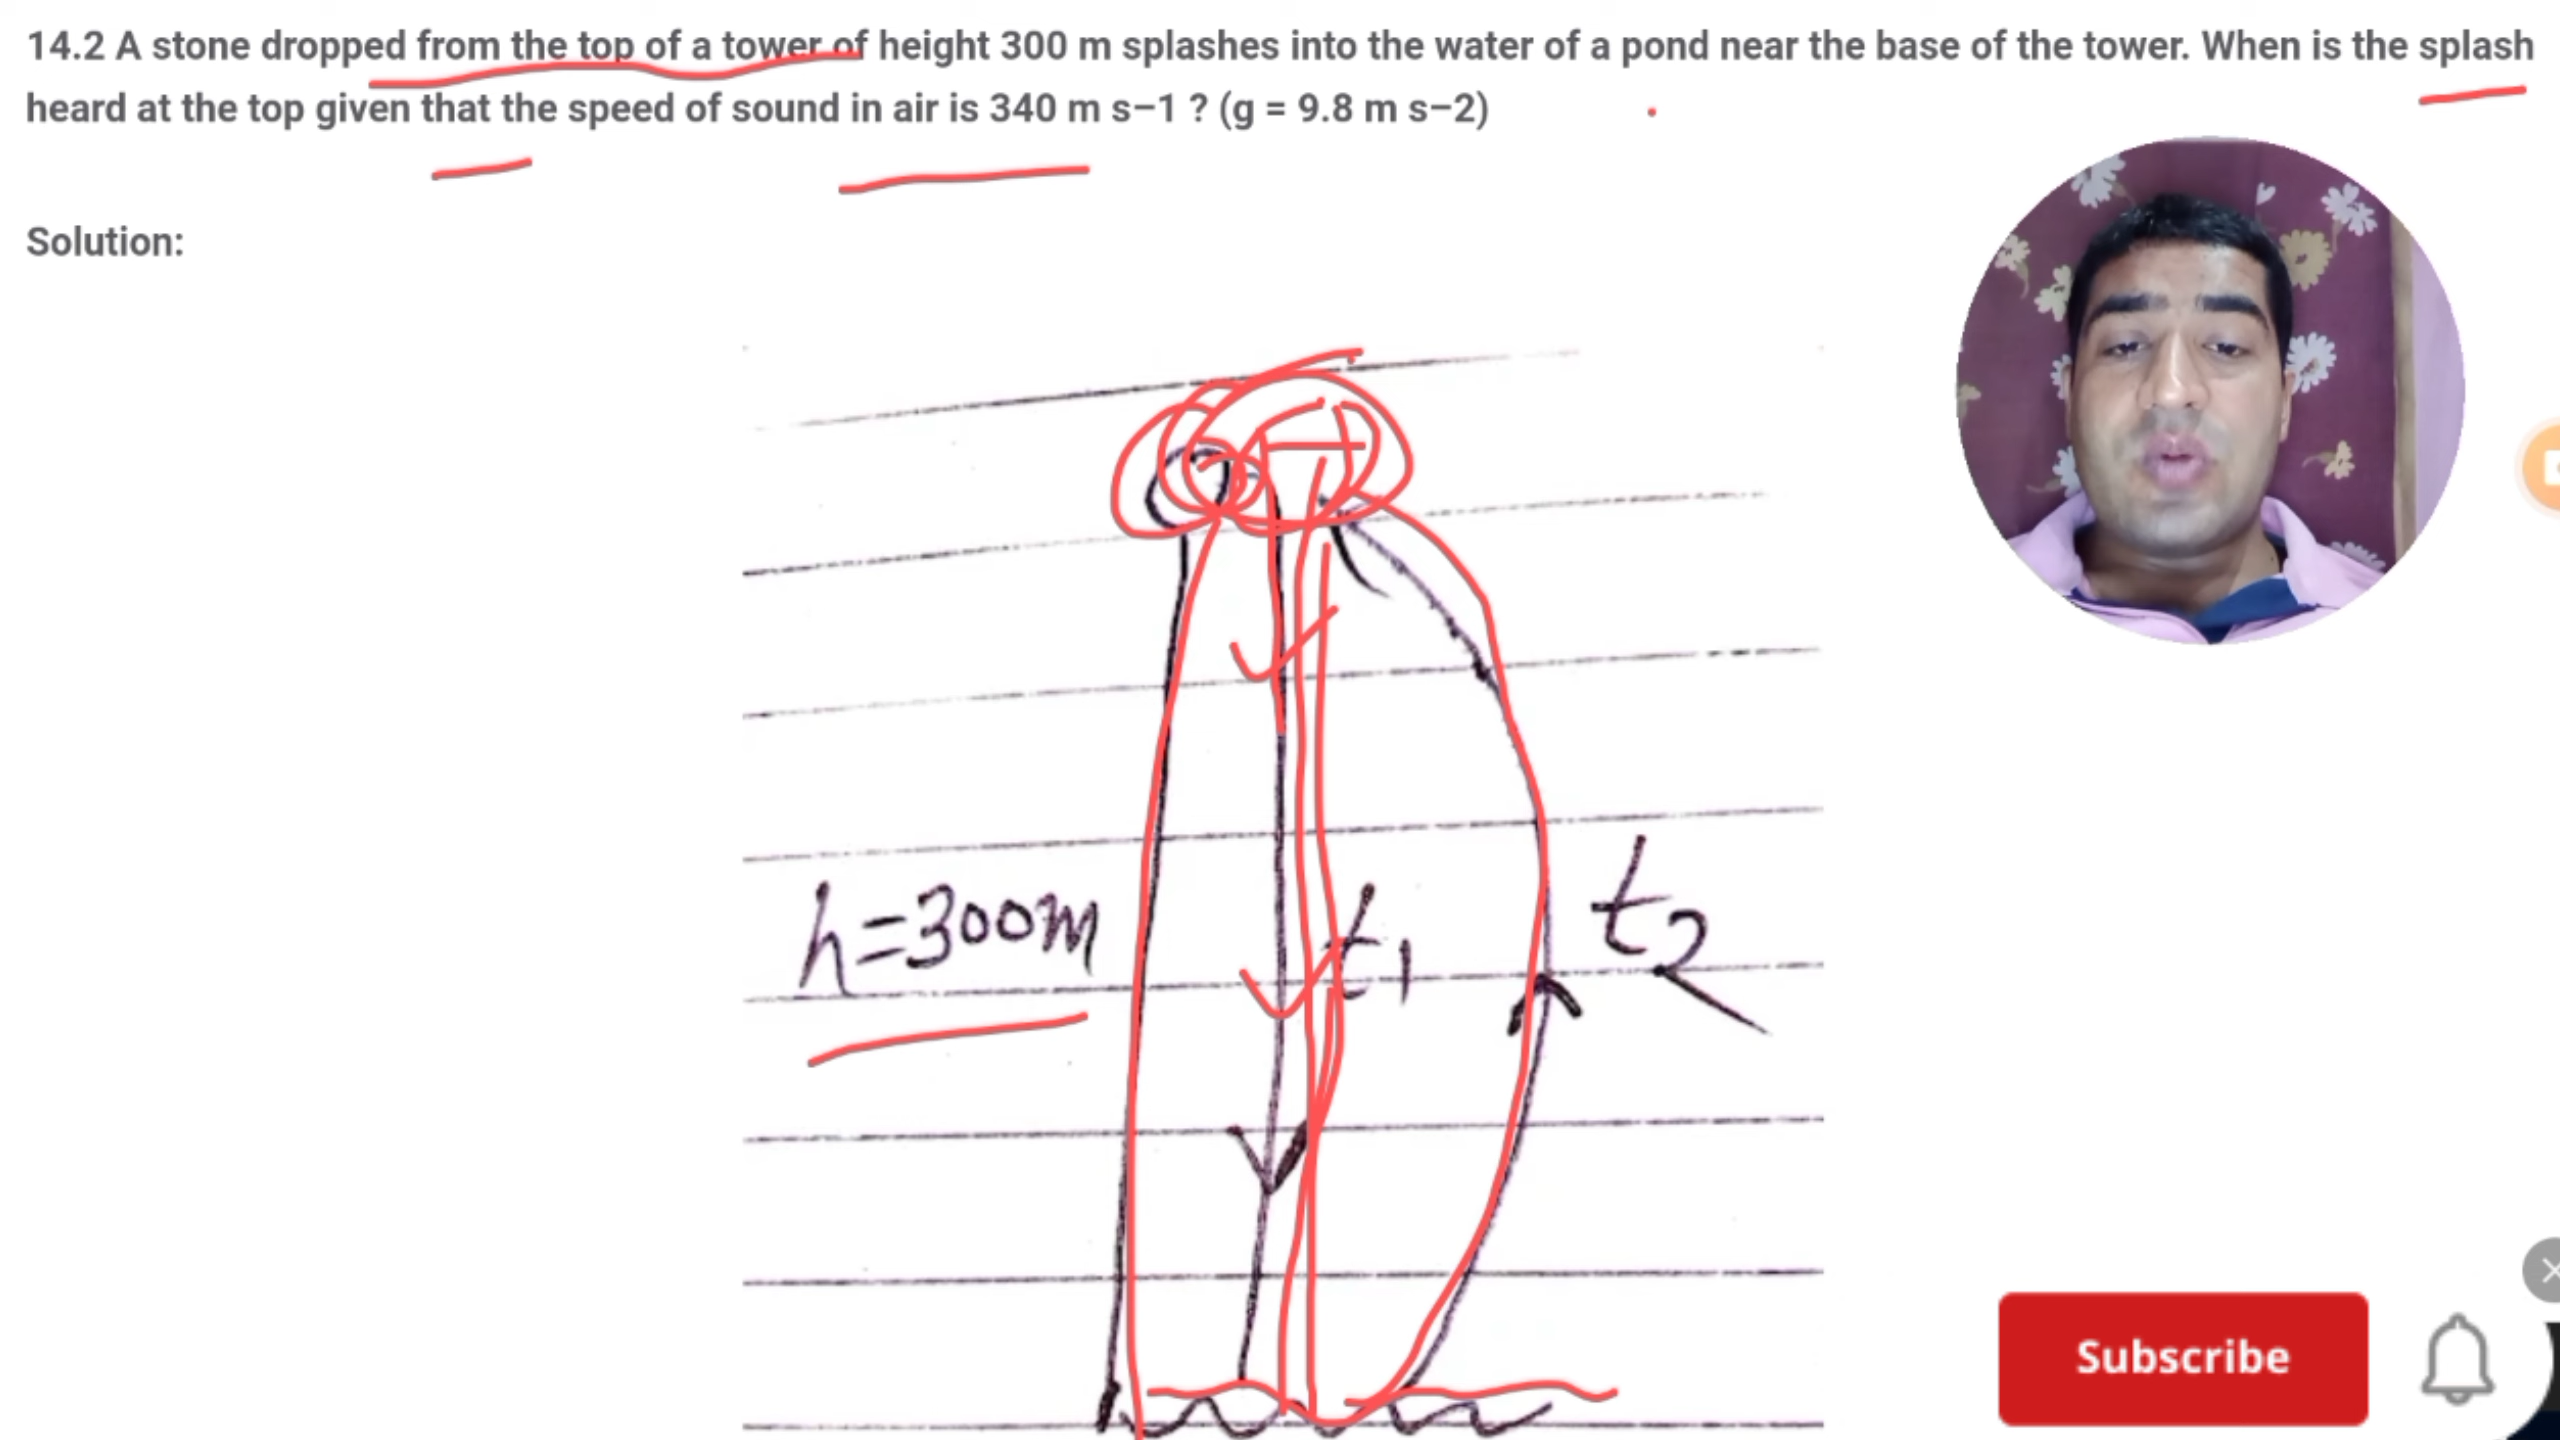 14.2 A stone dropped from the top of a tower of height 300 m splashes into the water of a pond near the base of the tower. When is the splash
heard at the top given that the speed of sound in air is 340 m s−1 ? (g = 9.8 m s−2)
Solution:
h=300m
t1
t2
Subscribe